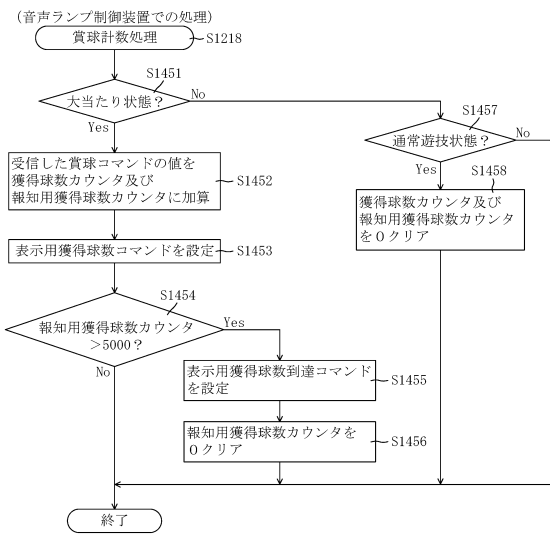 (音声ランプ制御装置での処理)
賞球計数処理
S1218
S1451
大当たり状態？
No
Yes
S1457
通常遊技状態？
No
Yes
受信した賞球コマンドの値を
獲得球数カウンタ及び
報知用獲得球数カウンタに加算
S1452
S1458
獲得球数カウンタ及び
報知用獲得球数カウンタ
を０クリア
表示用獲得球数コマンドを設定
S1453
S1454
報知用獲得球数カウンタ
>5000？
Yes
No
表示用獲得球数到達コマンド
を設定
S1455
報知用獲得球数カウンタを
０クリア
S1456
終了